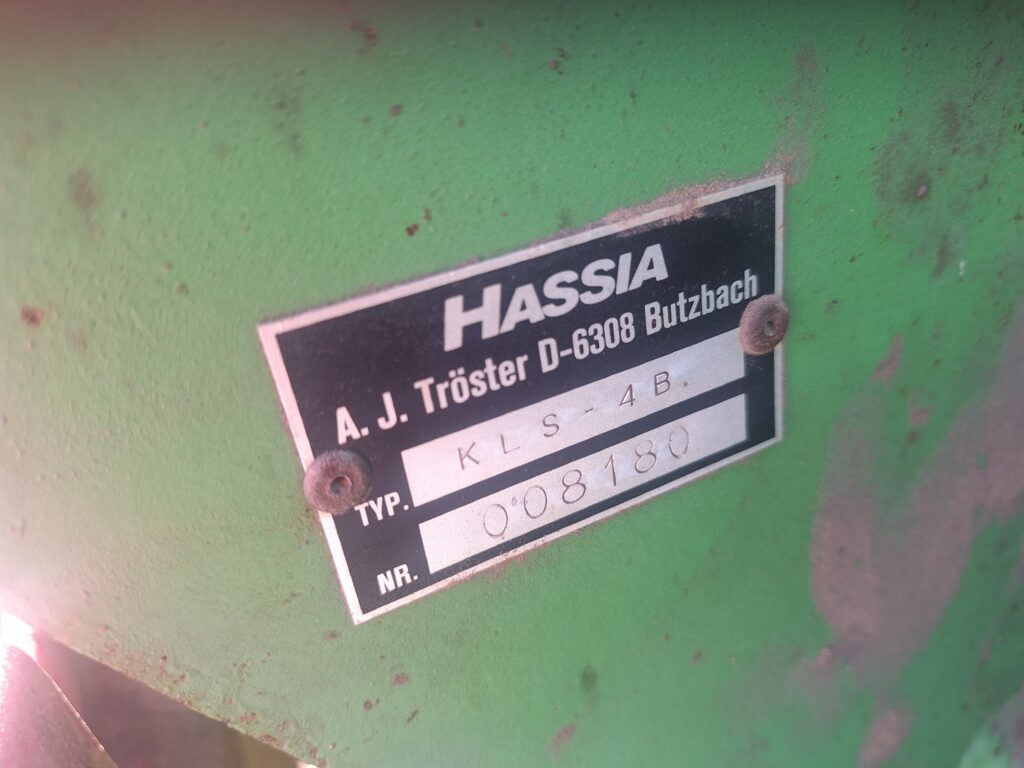 HASSIA
A. J. Tröster D-6308 Butzbach
TYP. KLS-4B.
NR. 008180